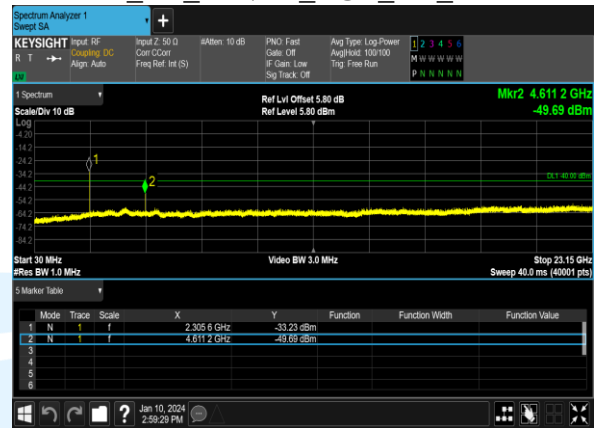 Spectrum Analyzer 1
Swept SA
KEYSIGHT
R T
LV
Input: RF
Coupling: DC
Align: Auto
Input Z: 50 Ω
Corr CCorr
Freq Ref: Int (S)
#Atten: 10 dB
PNO: Fast
Gate: Off
IF Gain: Low
Sig Track: Off
Avg Type: Log-Power
Avg|Hold: 100/100
Trig: Free Run
1 2 3 4 5 6
M W W W W W
P N N N N N
1 Spectrum
Scale/Div 10 dB
Ref Lvl Offset 5.80 dB
Ref Level 5.80 dBm
Mkr2 4.611 2 GHz
-49.69 dBm
Log
-4.20
-14.2
-24.2
-34.2
-44.2
-54.2
-64.2
-74.2
-84.2
1
2
Start 30 MHz
#Res BW 1.0 MHz
Video BW 3.0 MHz
Stop 23.15 GHz
Sweep 40.0 ms (40001 pts)
5 Marker Table
Mode Trace Scale X Y Function Function Width Function Value
1 N 1 f 2.305 6 GHz -33.23 dBm
2 N 1 f 4.611 2 GHz -49.69 dBm
3
4
5
6
?
Jan 10, 2024
2:59:29 PM